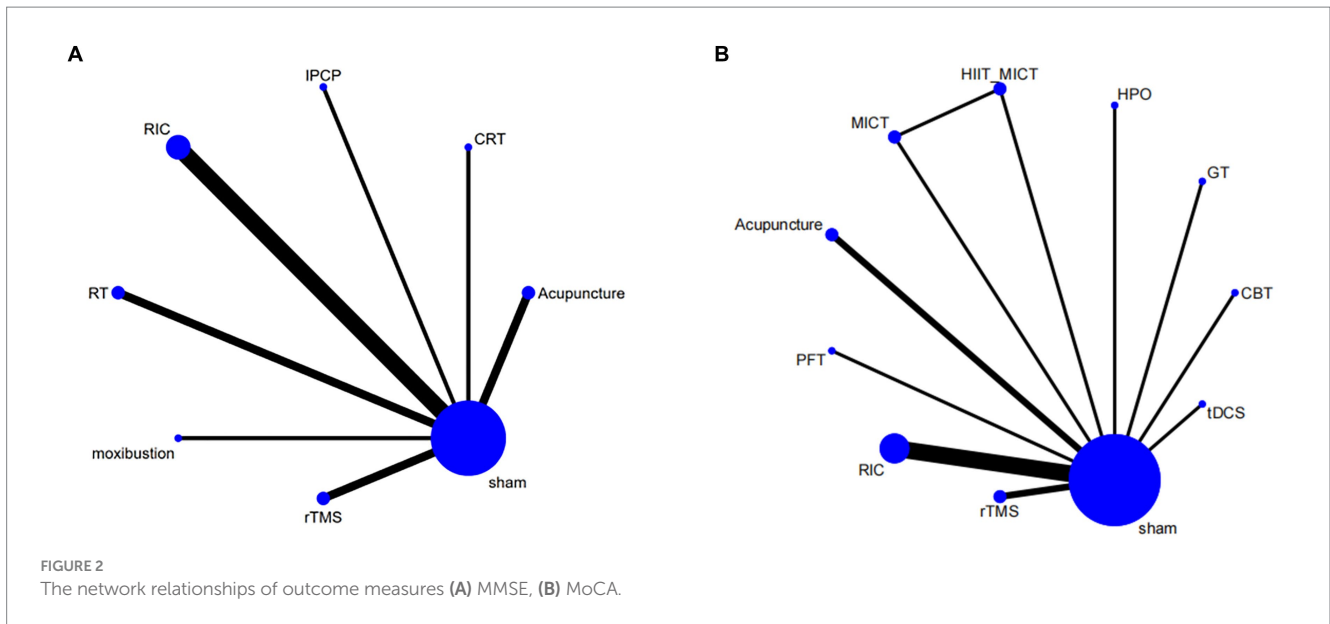 A
IPCP
RIC
CRT
RT
Acupuncture
moxibustion
sham
rTMS
B
HIIT_MICT
HPO
MICT
GT
Acupuncture
CBT
PFT
tDCS
RIC
rTMS
sham
FIGURE 2
The network relationships of outcome measures (A) MMSE, (B) MoCA.